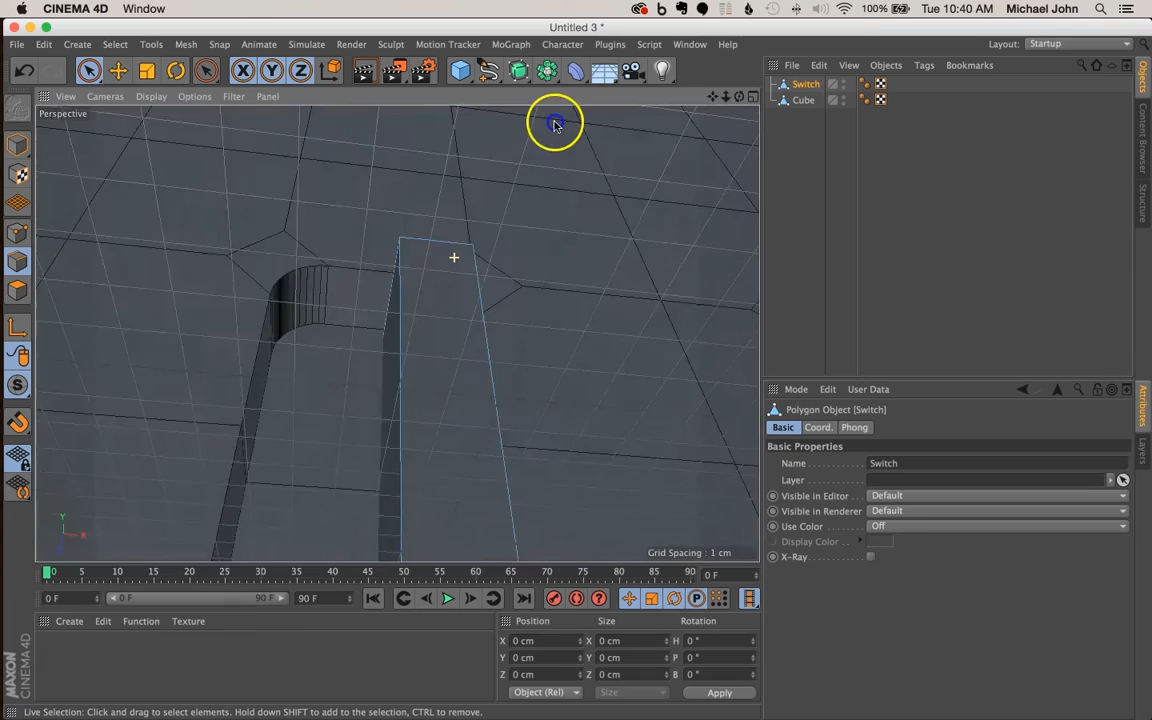 CINEMA 4D Window 100% Tue 10:40 AM Michael John
Untitled 3 *
File Edit Create Select Tools Mesh Snap Animate Simulate Render Sculpt Motion Tracker MoGraph Character Plugins Script Window Help Layout: Startup
X Y Z
File Edit View Objects Tags Bookmarks
Switch
Cube
View Cameras Display Options Filter Panel
Perspective
Y
X
Grid Spacing : 1 cm
Objects
Content Browser
Structure
Mode Edit User Data
Polygon Object [Switch]
Basic Coord. Phong
Basic Properties
Name Switch
Layer
Visible in Editor Default
Visible in Renderer Default
Use Color Off
Display Color
X-Ray
Attributes
Layers
0 5 10 15 20 25 30 35 40 45 50 55 60 65 70 75 80 85 90 0 F
0 F 0 F 90 F 90 F
Create Edit Function Texture
Position Size Rotation
X 0 cm X 0 cm H 0 °
Y 0 cm Y 0 cm P 0 °
Z 0 cm Z 0 cm B 0 °
Object (Rel) Size Apply
MAXON
CINEMA 4D
Live Selection: Click and drag to select elements. Hold down SHIFT to add to the selection, CTRL to remove.